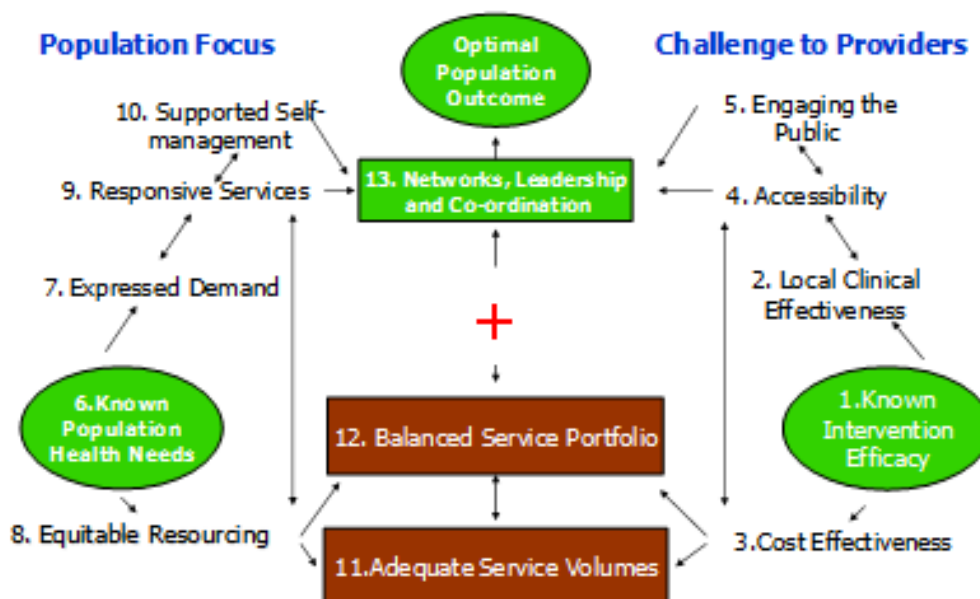 Population Focus
Optimal
Population
Outcome
Challenge to Providers
10. Supported Self-
management
5. Engaging the
Public
9. Responsive Services
13. Networks, Leadership
and Co-ordination
4. Accessibility
7. Expressed Demand
2. Local Clinical
Effectiveness
+
6.Known
Population
Health Needs
12. Balanced Service Portfolio
1.Known
Intervention
Efficacy
8. Equitable Resourcing
11.Adequate Service Volumes
3.Cost Effectiveness